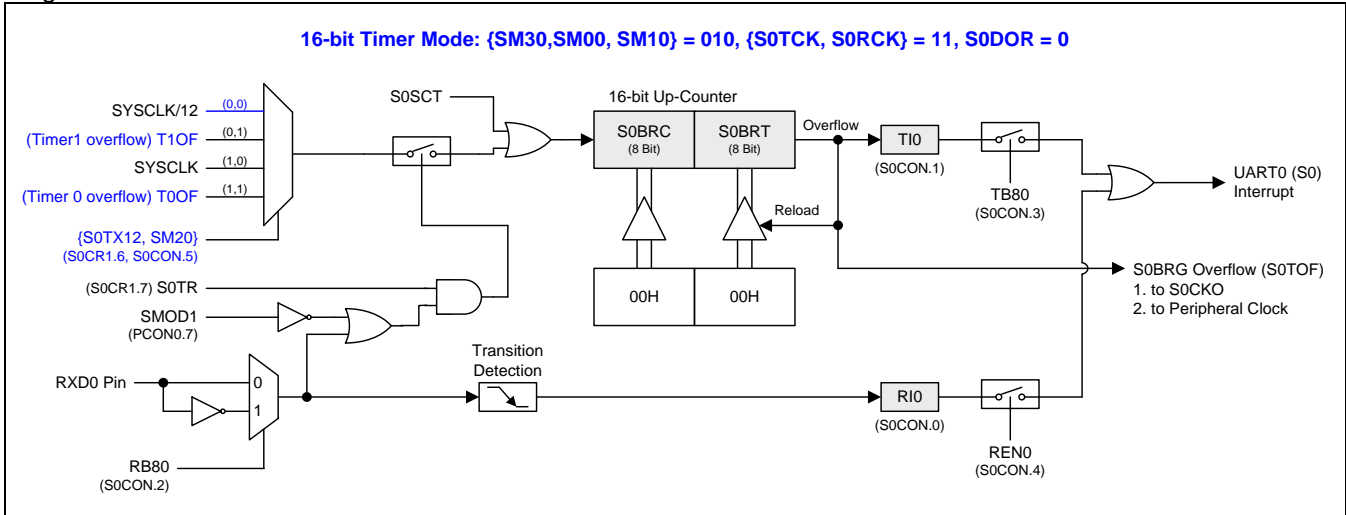 16-bit Timer Mode: {SM30,SM00, SM10} = 010, {S0TCK, S0RCK} = 11, S0DOR = 0
SYSCLK/12
(0,0)
(Timer1 overflow) T1OF
(0,1)
SYSCLK
(1,0)
(Timer 0 overflow) T0OF
(1,1)
{S0TX12, SM20}
(S0CR1.6, S0CON.5)
(S0CR1.7) S0TR
SMOD1
(PCON0.7)
RXD0 Pin
0
1
RB80
(S0CON.2)
S0SCT
16-bit Up-Counter
S0BRC
(8 Bit)
S0BRT
(8 Bit)
Overflow
Reload
00H
00H
Transition
Detection
TI0
(S0CON.1)
TB80
(S0CON.3)
RI0
(S0CON.0)
REN0
(S0CON.4)
UART0 (S0)
Interrupt
S0BRG Overflow (S0TOF)
1. to S0CKO
2. to Peripheral Clock